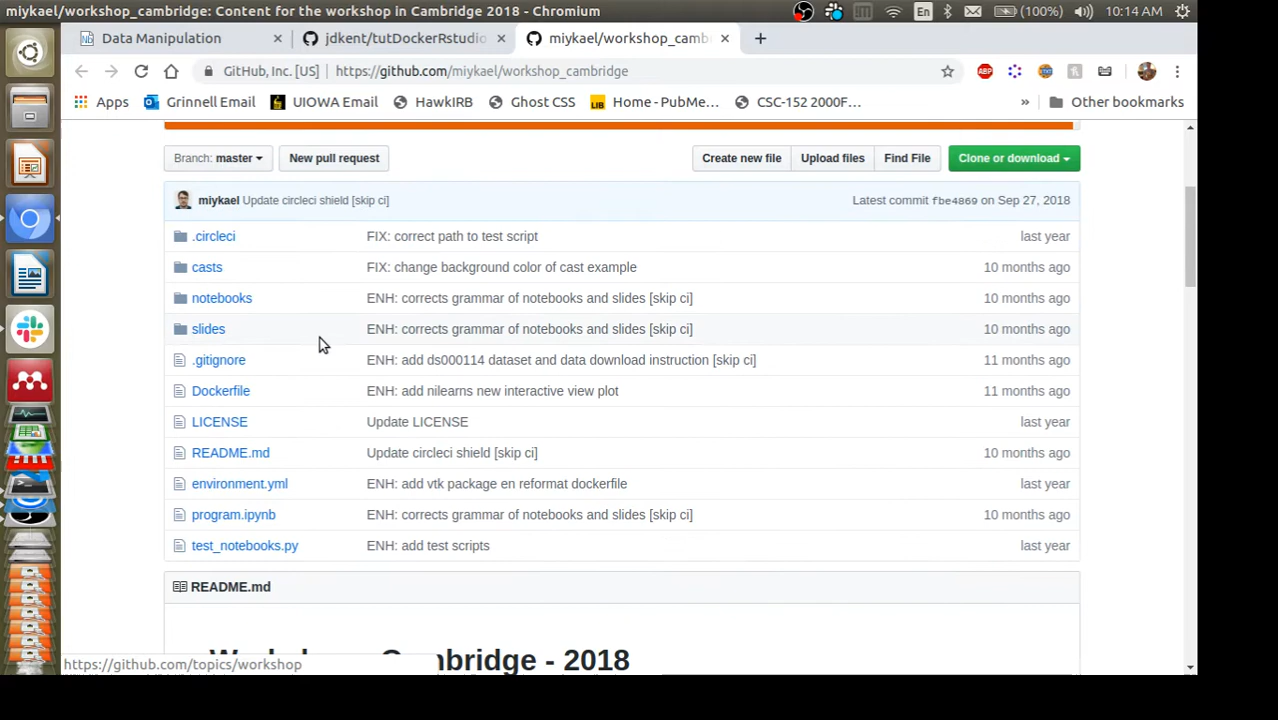 miykael/workshop_cambridge: Content for the workshop in Cambridge 2018 - Chromium
En (100%) 10:14 AM
Data Manipulation × jdkent/tutDockerRstudio × miykael/workshop_camb ×
GitHub, Inc. [US] https://github.com/miykael/workshop_cambridge
Apps Grinnell Email UIOWA Email HawkIRB Ghost CSS Home - PubMe... CSC-152 2000F... » Other bookmarks
Branch: master New pull request Create new file Upload files Find File Clone or download
miykael Update circleci shield [skip ci] Latest commit fbe4869 on Sep 27, 2018
.circleci FIX: correct path to test script last year
casts FIX: change background color of cast example 10 months ago
notebooks ENH: corrects grammar of notebooks and slides [skip ci] 10 months ago
slides ENH: corrects grammar of notebooks and slides [skip ci] 10 months ago
.gitignore ENH: add ds000114 dataset and data download instruction [skip ci] 11 months ago
Dockerfile ENH: add nilearns new interactive view plot 11 months ago
LICENSE Update LICENSE last year
README.md Update circleci shield [skip ci] 10 months ago
environment.yml ENH: add vtk package en reformat dockerfile last year
program.ipynb ENH: corrects grammar of notebooks and slides [skip ci] 10 months ago
test_notebooks.py ENH: add test scripts last year
README.md
mbridge - 2018
https://github.com/topics/workshop